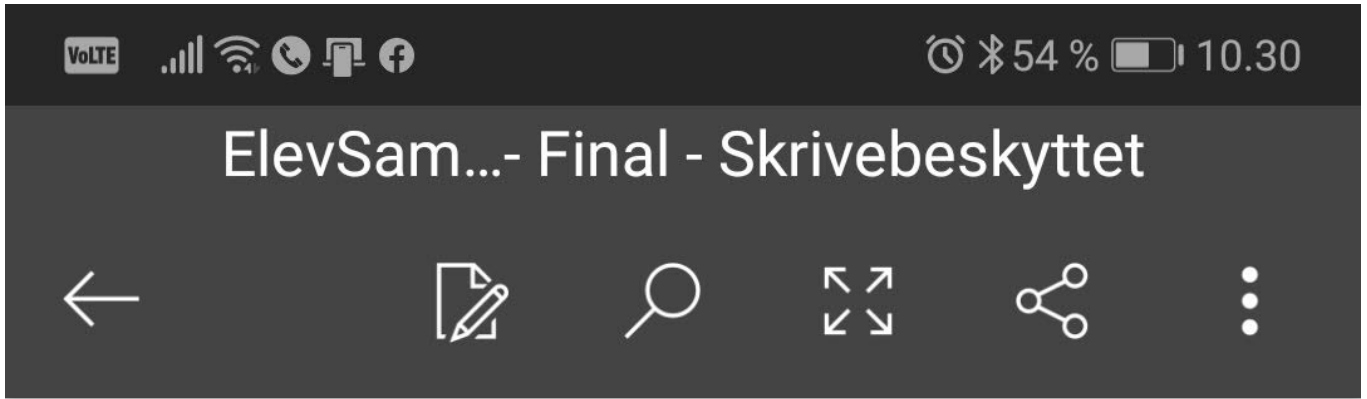 VoLTE 54 % 10.30
ElevSam...- Final - Skrivebeskyttet